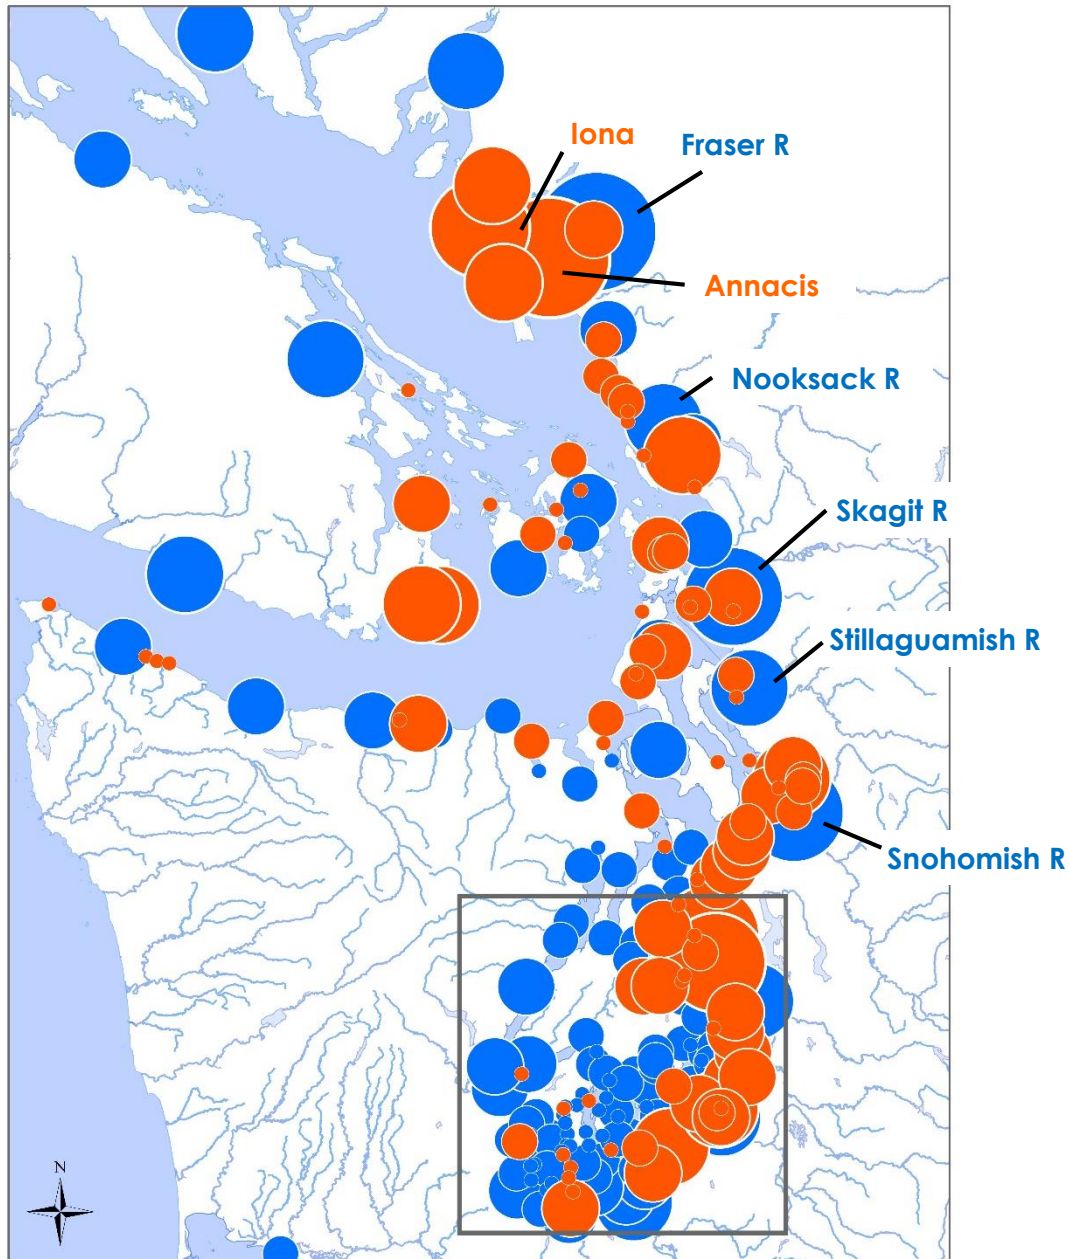 Iona
Fraser R
Annacis
Nooksack R
Skagit R
Stillaguamish R
Snohomish R
N